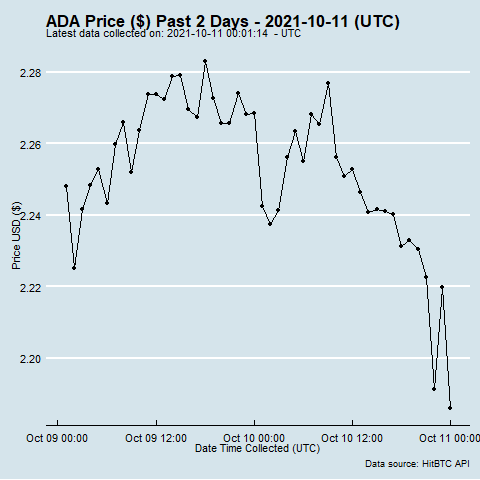 ADA Price ($) Past 2 Days - 2021-10-11 (UTC)
Latest data collected on: 2021-10-11 00:01:14  - UTC
2.28
2.26
2.24
2.22
2.20
Price USD ($)
Oct 09 00:00 Oct 09 12:00 Oct 10 00:00 Oct 10 12:00 Oct 11 00:00
Date Time Collected (UTC)
Data source: HitBTC API